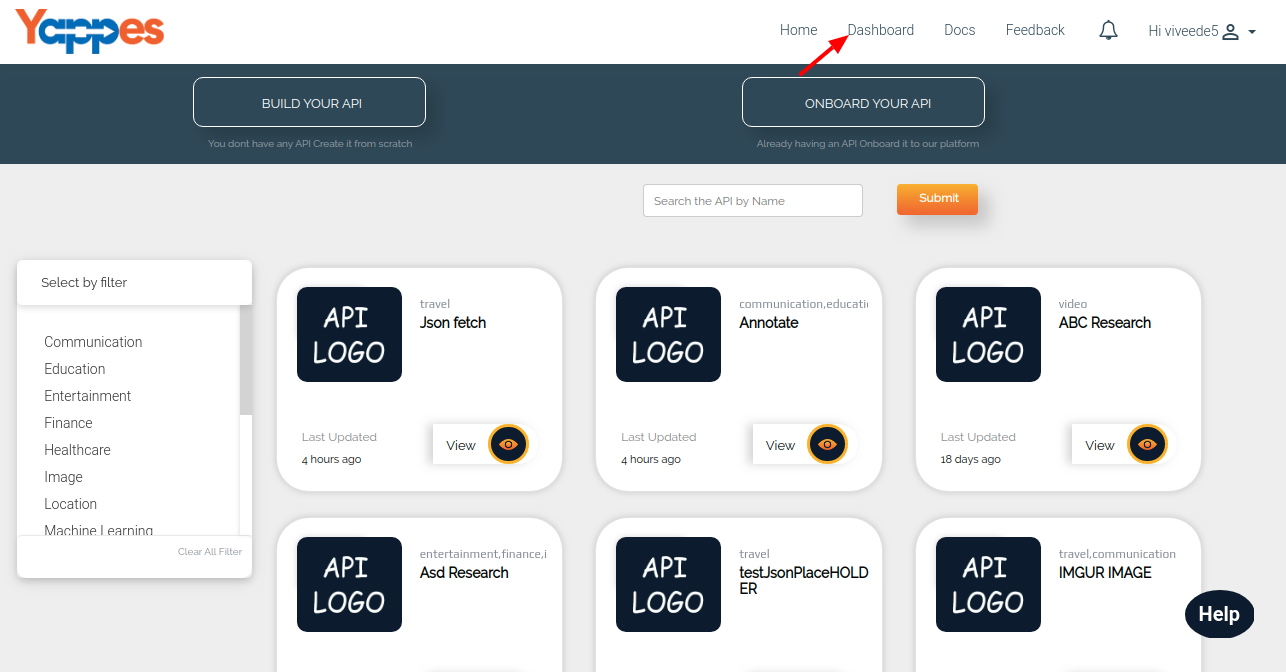 Yappes
Home Dashboard Docs Feedback Hi viveede5
BUILD YOUR API
ONBOARD YOUR API
You dont have any API Create it from scratch
Already having an API Onboard it to our platform
Search the API by Name
Submit
Select by filter
Communication
Education
Entertainment
Finance
Healthcare
Image
Location
Machine Learning
Clear All Filter
API
LOGO
travel
Json fetch
Last Updated
4 hours ago
View
API
LOGO
communication,educati
Annotate
Last Updated
4 hours ago
View
API
LOGO
video
ABC Research
Last Updated
18 days ago
View
API
LOGO
entertainment,finance,i
Asd Research
API
LOGO
travel
testJsonPlaceHOLD
ER
API
LOGO
travel,communication
IMGUR IMAGE
Help